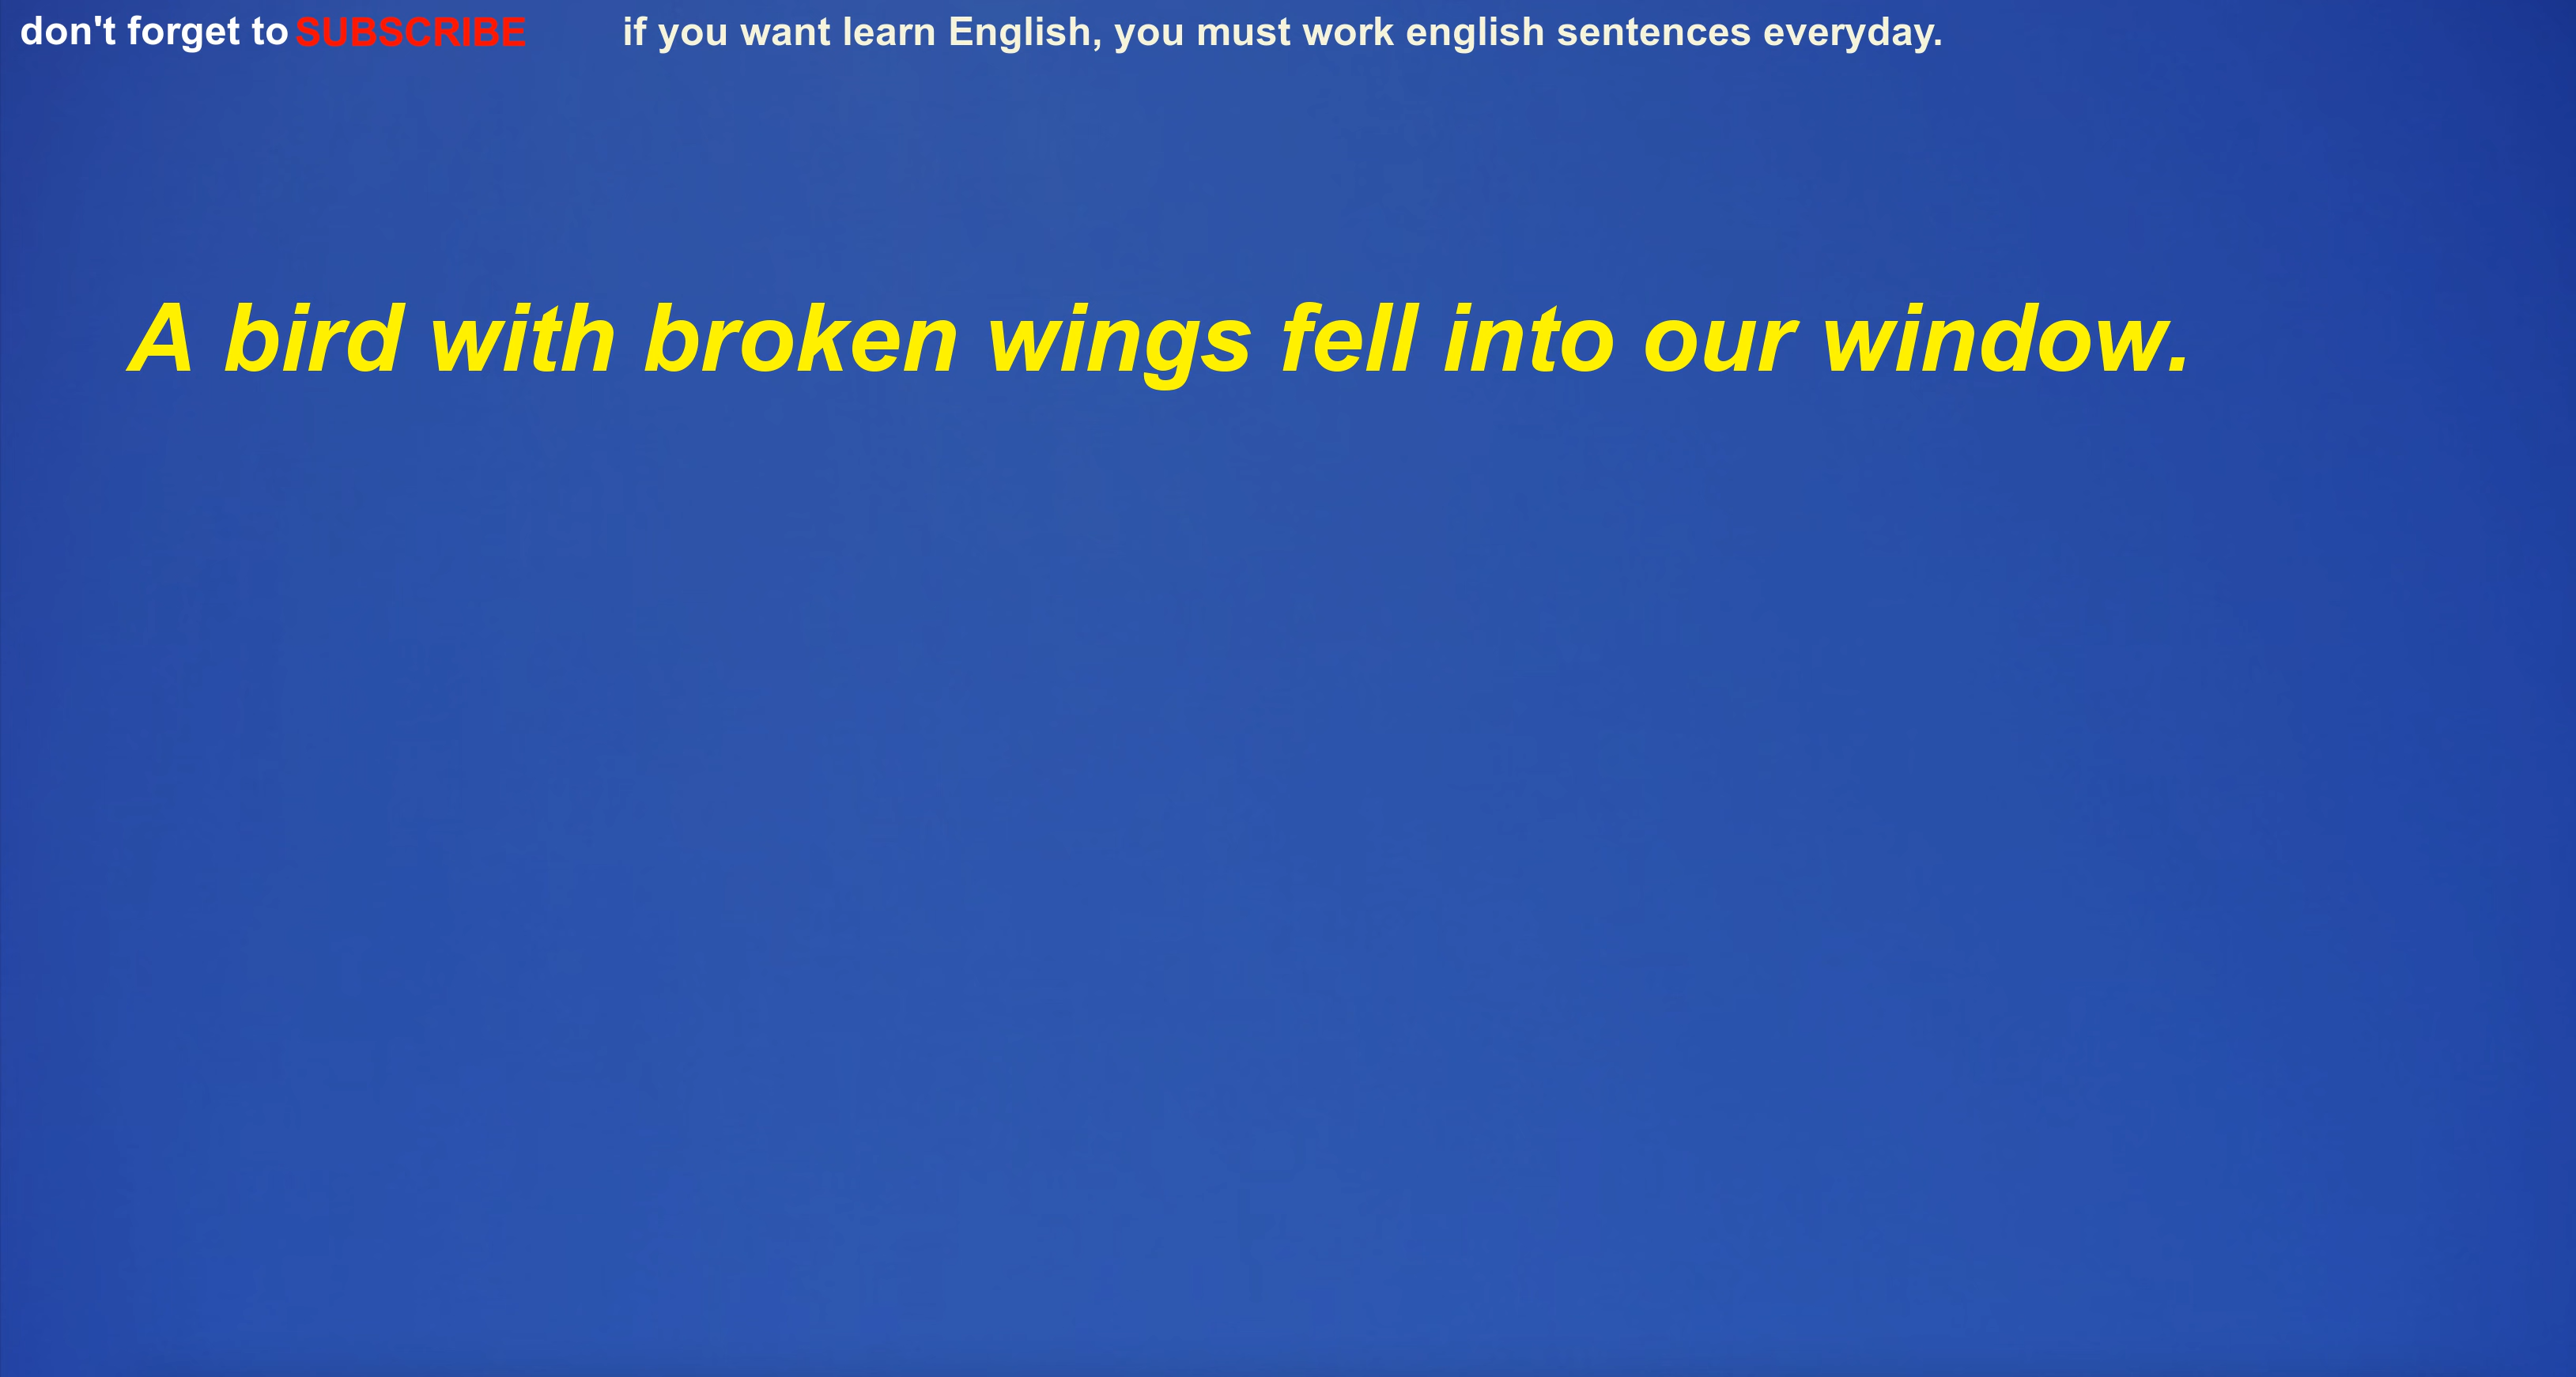 don't forget to SUBSCRIBE if you want learn English, you must work english sentences everyday.
A bird with broken wings fell into our window.